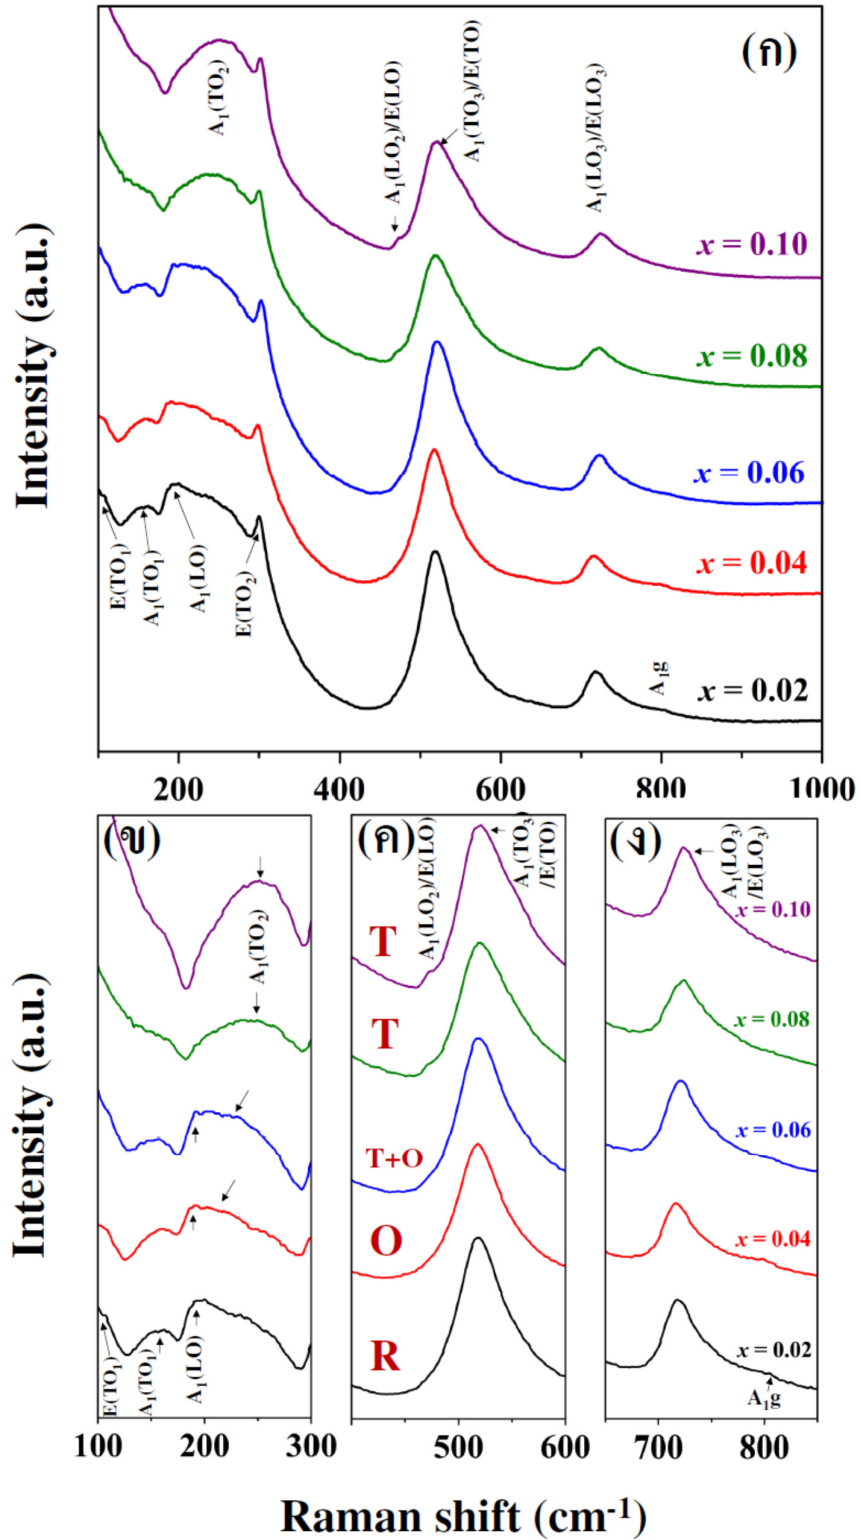 (ก)
A₁(TO₂)
A₁(LO₂)/E(LO)
A₁(TO₃)/E(TO)
A₁(LO₃)/E(LO₃)
x = 0.10
x = 0.08
x = 0.06
x = 0.04
x = 0.02
E(TO₁)
A₁(TO₁)
A₁(LO)
E(TO₂)
A₁g
Intensity (a.u.)
200 400 600 800 1000
(ข)
A₁(TO₂)
E(TO₁)
A₁(TO₁)
A₁(LO)
100 200 300
(ค)
A₁(LO₂)/E(LO)
A₁(TO₃)
/E(TO)
T
T
T+O
O
R
500 600
(ง)
A₁(LO₃)
/E(LO₃)
x = 0.10
x = 0.08
x = 0.06
x = 0.04
x = 0.02
A₁g
700 800
Intensity (a.u.)
Raman shift (cm⁻¹)